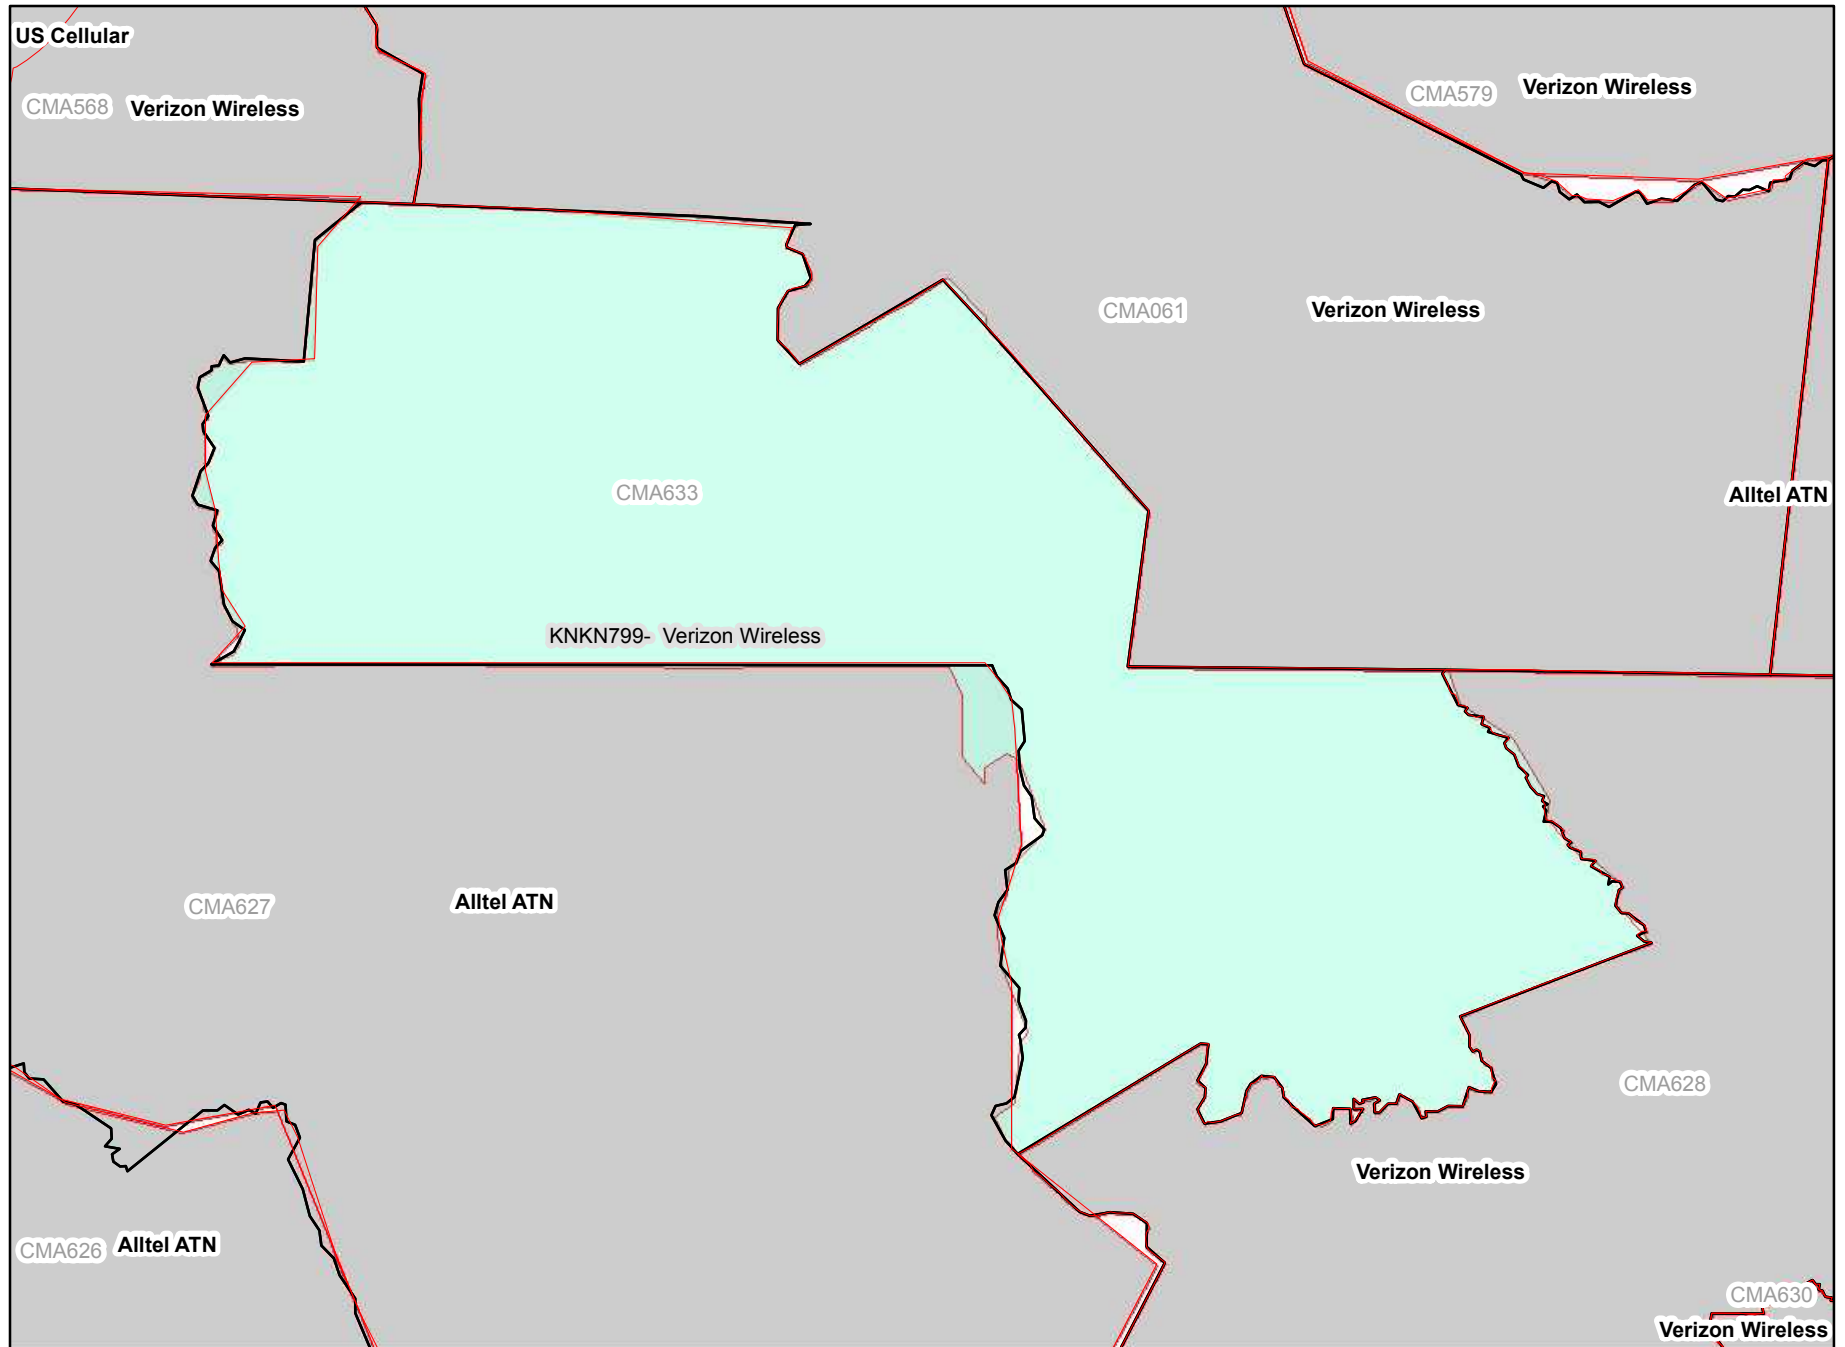 US Cellular
CMA568 Verizon Wireless
CMA579 Verizon Wireless
CMA061 Verizon Wireless
CMA633
Alltel ATN
KNKN799- Verizon Wireless
CMA627 Alltel ATN
CMA628
Verizon Wireless
CMA626 Alltel ATN
CMA630
Verizon Wireless